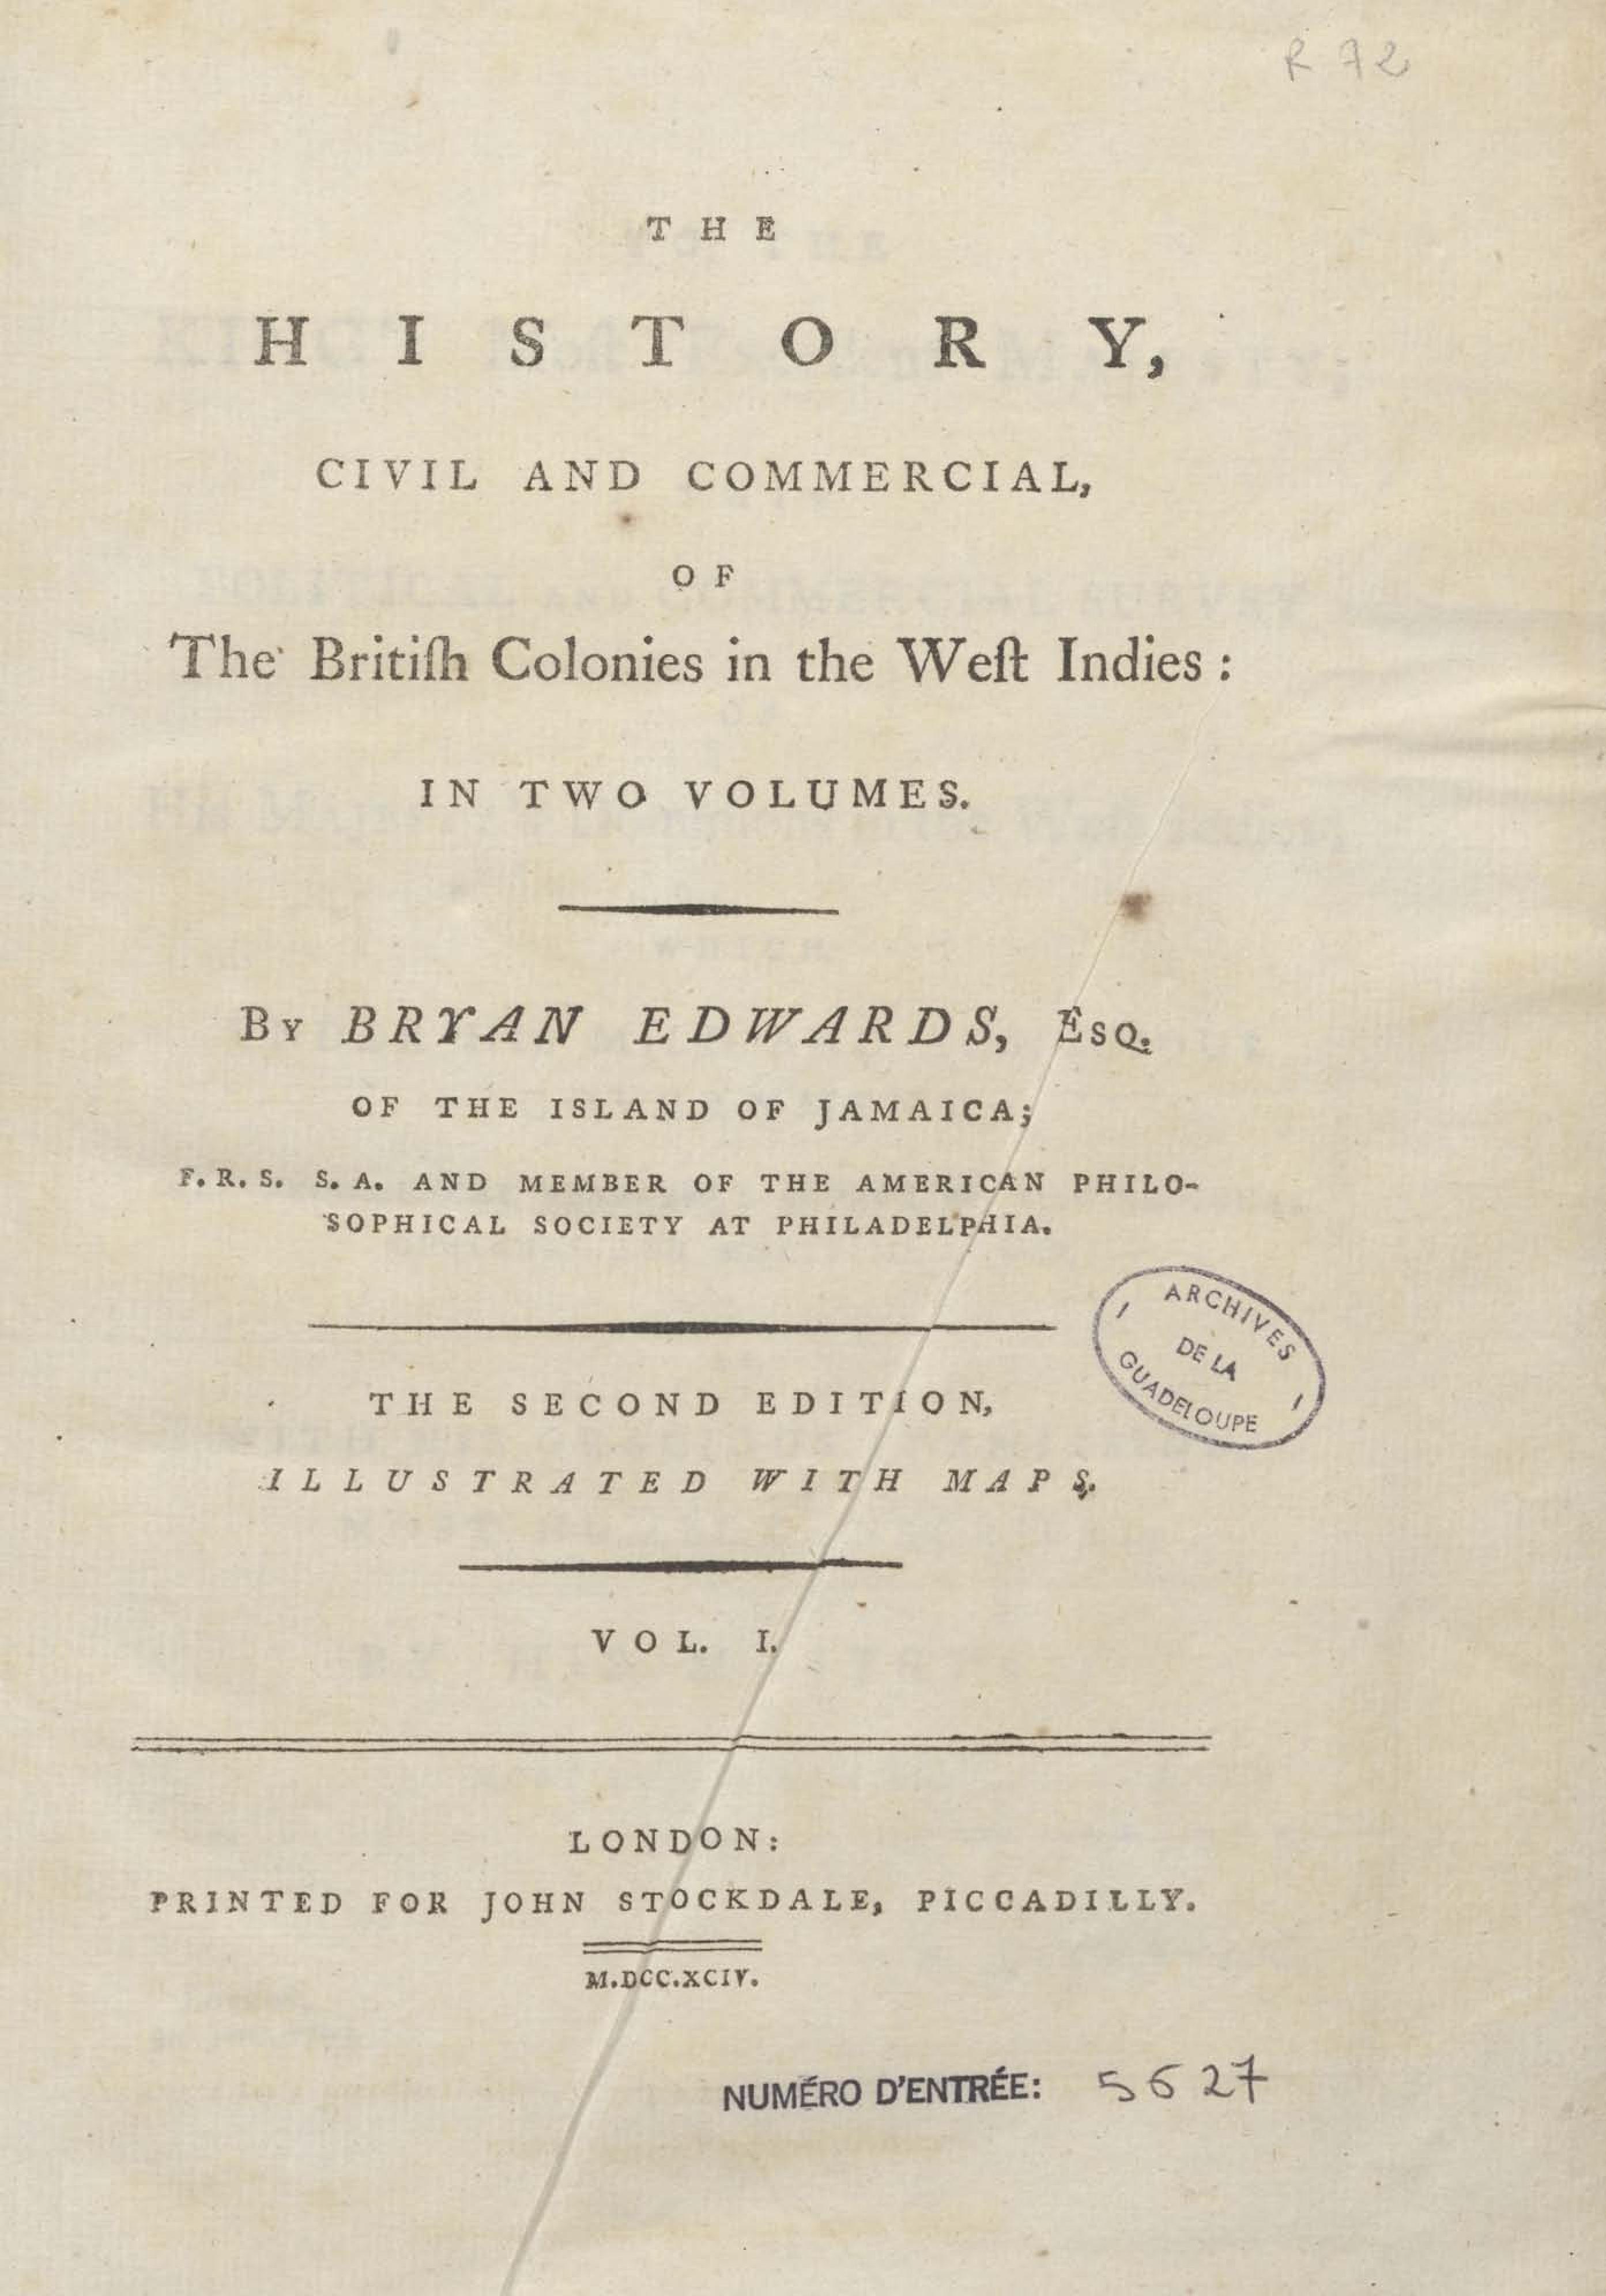 R 72
THE
HISTORY,
CIVIL AND COMMERCIAL,
OF
The Britiſh Colonies in the Weſt Indies:
IN TWO VOLUMES.
By BRYAN EDWARDS, Esq.
OF THE ISLAND OF JAMAICA;
F.R.S. S.A. AND MEMBER OF THE AMERICAN PHILO-
SOPHICAL SOCIETY AT PHILADELPHIA.
ARCHIVES
DE LA
GUADELOUPE
THE SECOND EDITION,
ILLUSTRATED WITH MAPS.
VOL. I.
LONDON:
PRINTED FOR JOHN STOCKDALE, PICCADILLY.
M.DCC.XCIV.
NUMÉRO D'ENTRÉE: 5627